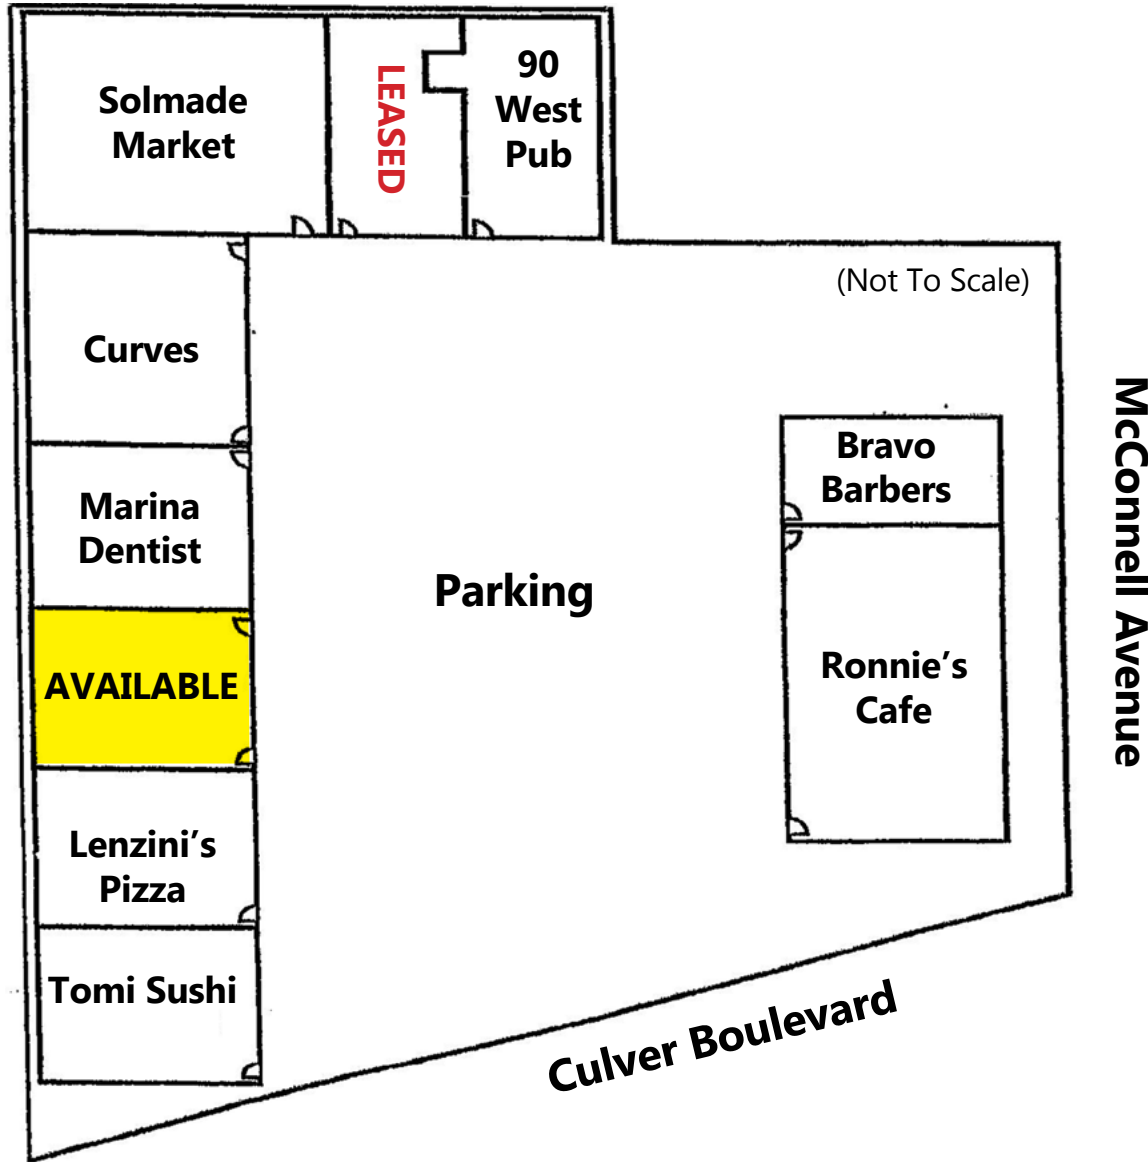 Solmade
Market
LEASED
90
West
Pub
(Not To Scale)
Curves
Marina
Dentist
AVAILABLE
Lenzini’s
Pizza
Tomi Sushi
Parking
Bravo
Barbers
Ronnie’s
Cafe
McConnell Avenue
Culver Boulevard